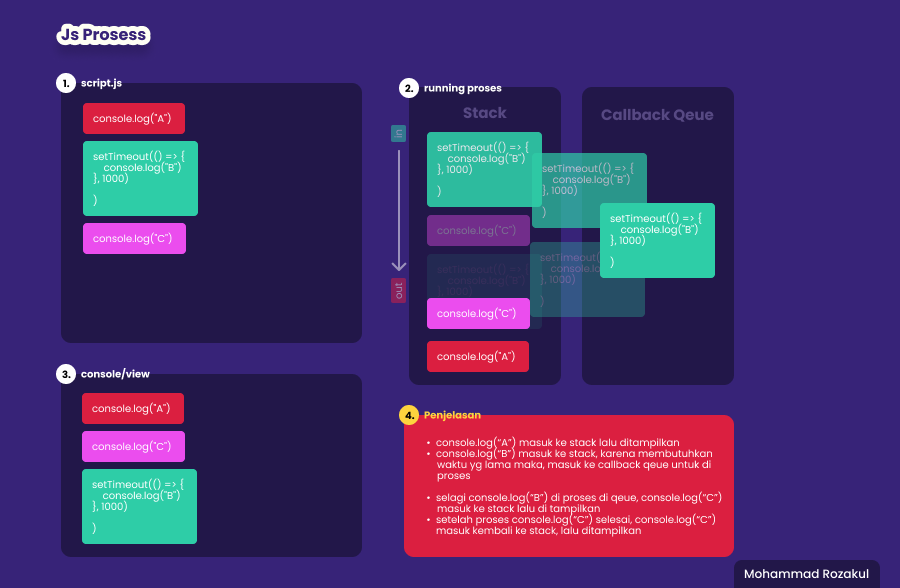 Js Prosess
1. script.js
console.log("A")
setTimeout(() => {
console.log("B")
}, 1000)
)
console.log("C")
2. running proses
Stack
Callback Qeue
in
out
setTimeout(() => {
console.log("B")
}, 1000)
)
console.log("C")
setTimeout(() => {
console.log("B")
}, 1000)
console.log("C")
console.log("A")
setTimeout(() => {
console.log("B")
}, 1000)
)
setTimeout(
console.lo
}, 1000)
)
setTimeout(() => {
console.log("B")
}, 1000)
)
3. console/view
console.log("A")
console.log("C")
setTimeout(() => {
console.log("B")
}, 1000)
)
4. Penjelasan
• console.log(“A”) masuk ke stack lalu ditampilkan
• console.log(“B”) masuk ke stack, karena membutuhkan
waktu yg lama maka, masuk ke callback qeue untuk di
proses
• selagi console.log(“B”) di proses di qeue, console.log(“C”)
masuk ke stack lalu di tampilkan
• setelah proses console.log(“C”) selesai, console.log(“C”)
masuk kembali ke stack, lalu ditampilkan
Mohammad Rozakul